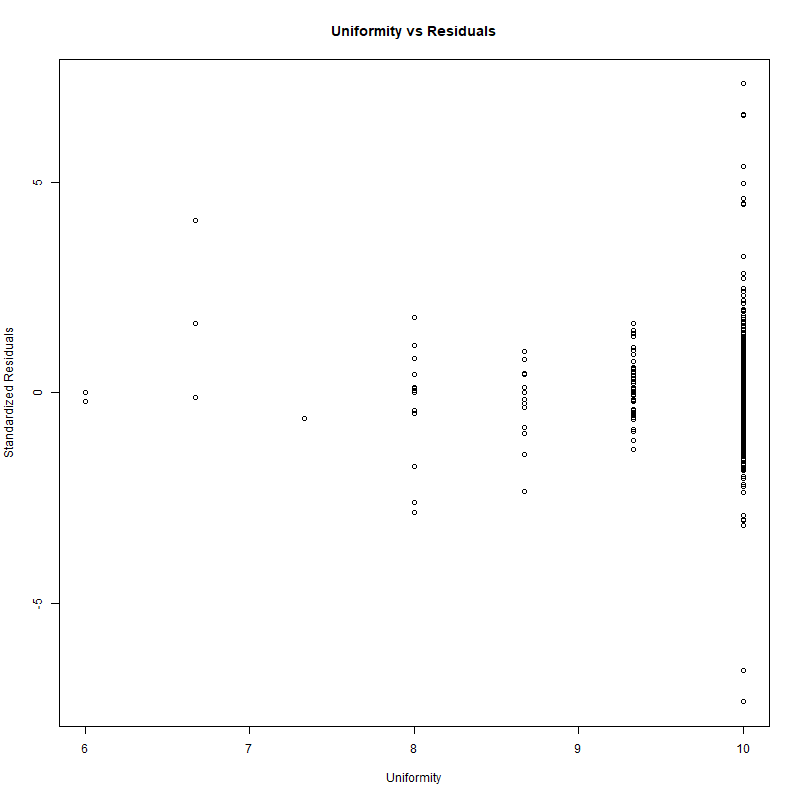 Uniformity vs Residuals
5
0
-5
Standardized Residuals
6 7 8 9 10
Uniformity